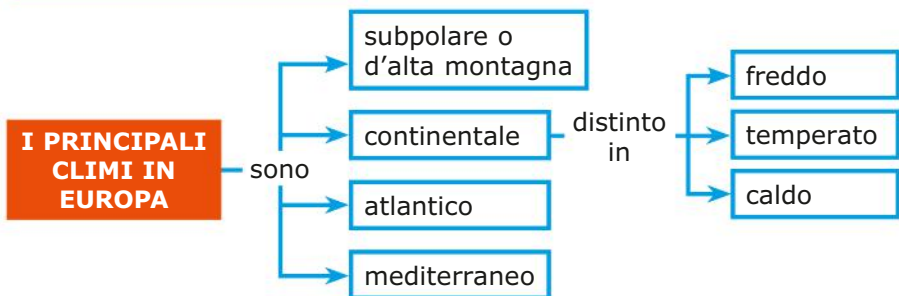 I PRINCIPALI
CLIMI IN
EUROPA
sono
subpolare o
d'alta montagna
continentale
distinto
in
freddo
temperato
caldo
atlantico
mediterraneo